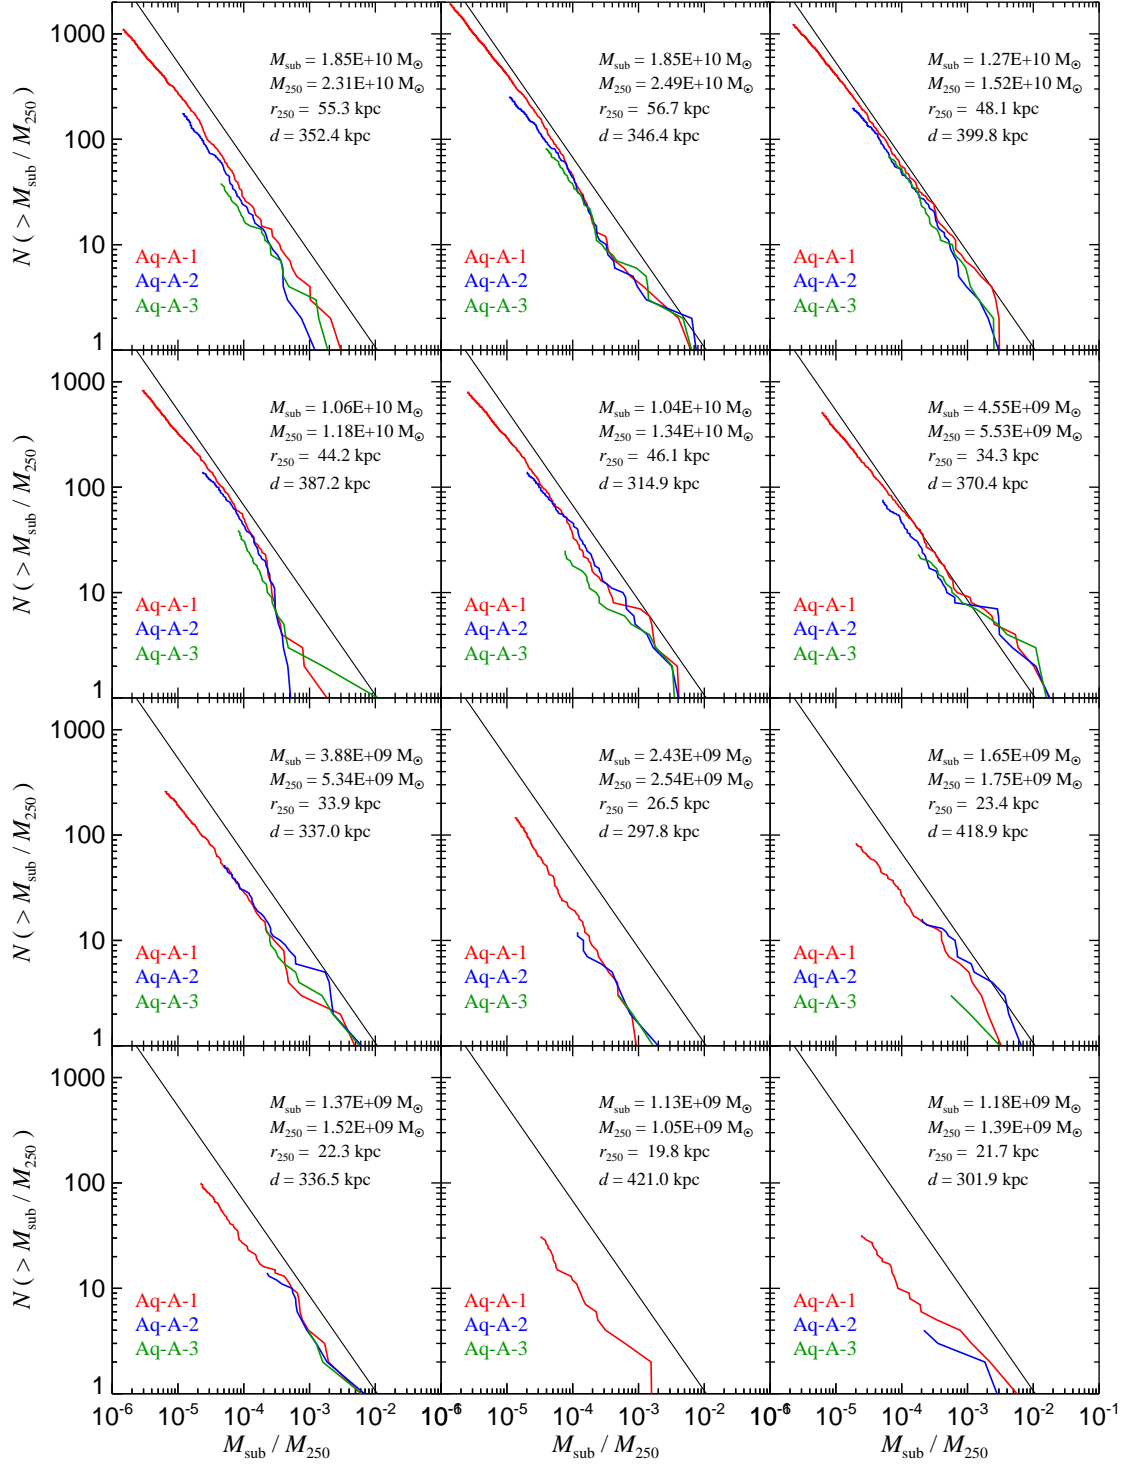 1000
100
10
1
N ( > M_sub / M_250 )
M_sub = 1.85E+10 M_⊙
M_250 = 2.31E+10 M_⊙
r_250 = 55.3 kpc
d = 352.4 kpc
Aq-A-1
Aq-A-2
Aq-A-3
M_sub = 1.85E+10 M_⊙
M_250 = 2.49E+10 M_⊙
r_250 = 56.7 kpc
d = 346.4 kpc
Aq-A-1
Aq-A-2
Aq-A-3
M_sub = 1.27E+10 M_⊙
M_250 = 1.52E+10 M_⊙
r_250 = 48.1 kpc
d = 399.8 kpc
Aq-A-1
Aq-A-2
Aq-A-3
1000
100
10
1
N ( > M_sub / M_250 )
M_sub = 1.06E+10 M_⊙
M_250 = 1.18E+10 M_⊙
r_250 = 44.2 kpc
d = 387.2 kpc
Aq-A-1
Aq-A-2
Aq-A-3
M_sub = 1.04E+10 M_⊙
M_250 = 1.34E+10 M_⊙
r_250 = 46.1 kpc
d = 314.9 kpc
Aq-A-1
Aq-A-2
Aq-A-3
M_sub = 4.55E+09 M_⊙
M_250 = 5.53E+09 M_⊙
r_250 = 34.3 kpc
d = 370.4 kpc
Aq-A-1
Aq-A-2
Aq-A-3
1000
100
10
1
N ( > M_sub / M_250 )
M_sub = 3.88E+09 M_⊙
M_250 = 5.34E+09 M_⊙
r_250 = 33.9 kpc
d = 337.0 kpc
Aq-A-1
Aq-A-2
Aq-A-3
M_sub = 2.43E+09 M_⊙
M_250 = 2.54E+09 M_⊙
r_250 = 26.5 kpc
d = 297.8 kpc
Aq-A-1
Aq-A-2
Aq-A-3
M_sub = 1.65E+09 M_⊙
M_250 = 1.75E+09 M_⊙
r_250 = 23.4 kpc
d = 418.9 kpc
Aq-A-1
Aq-A-2
Aq-A-3
1000
100
10
1
N ( > M_sub / M_250 )
M_sub = 1.37E+09 M_⊙
M_250 = 1.52E+09 M_⊙
r_250 = 22.3 kpc
d = 336.5 kpc
Aq-A-1
Aq-A-2
Aq-A-3
M_sub = 1.13E+09 M_⊙
M_250 = 1.05E+09 M_⊙
r_250 = 19.8 kpc
d = 421.0 kpc
Aq-A-1
Aq-A-2
Aq-A-3
M_sub = 1.18E+09 M_⊙
M_250 = 1.39E+09 M_⊙
r_250 = 21.7 kpc
d = 301.9 kpc
Aq-A-1
Aq-A-2
Aq-A-3
10^-6 10^-5 10^-4 10^-3 10^-2 10^-6 10^-5 10^-4 10^-3 10^-2 10^-6 10^-5 10^-4 10^-3 10^-2 10^-1
M_sub / M_250 M_sub / M_250 M_sub / M_250